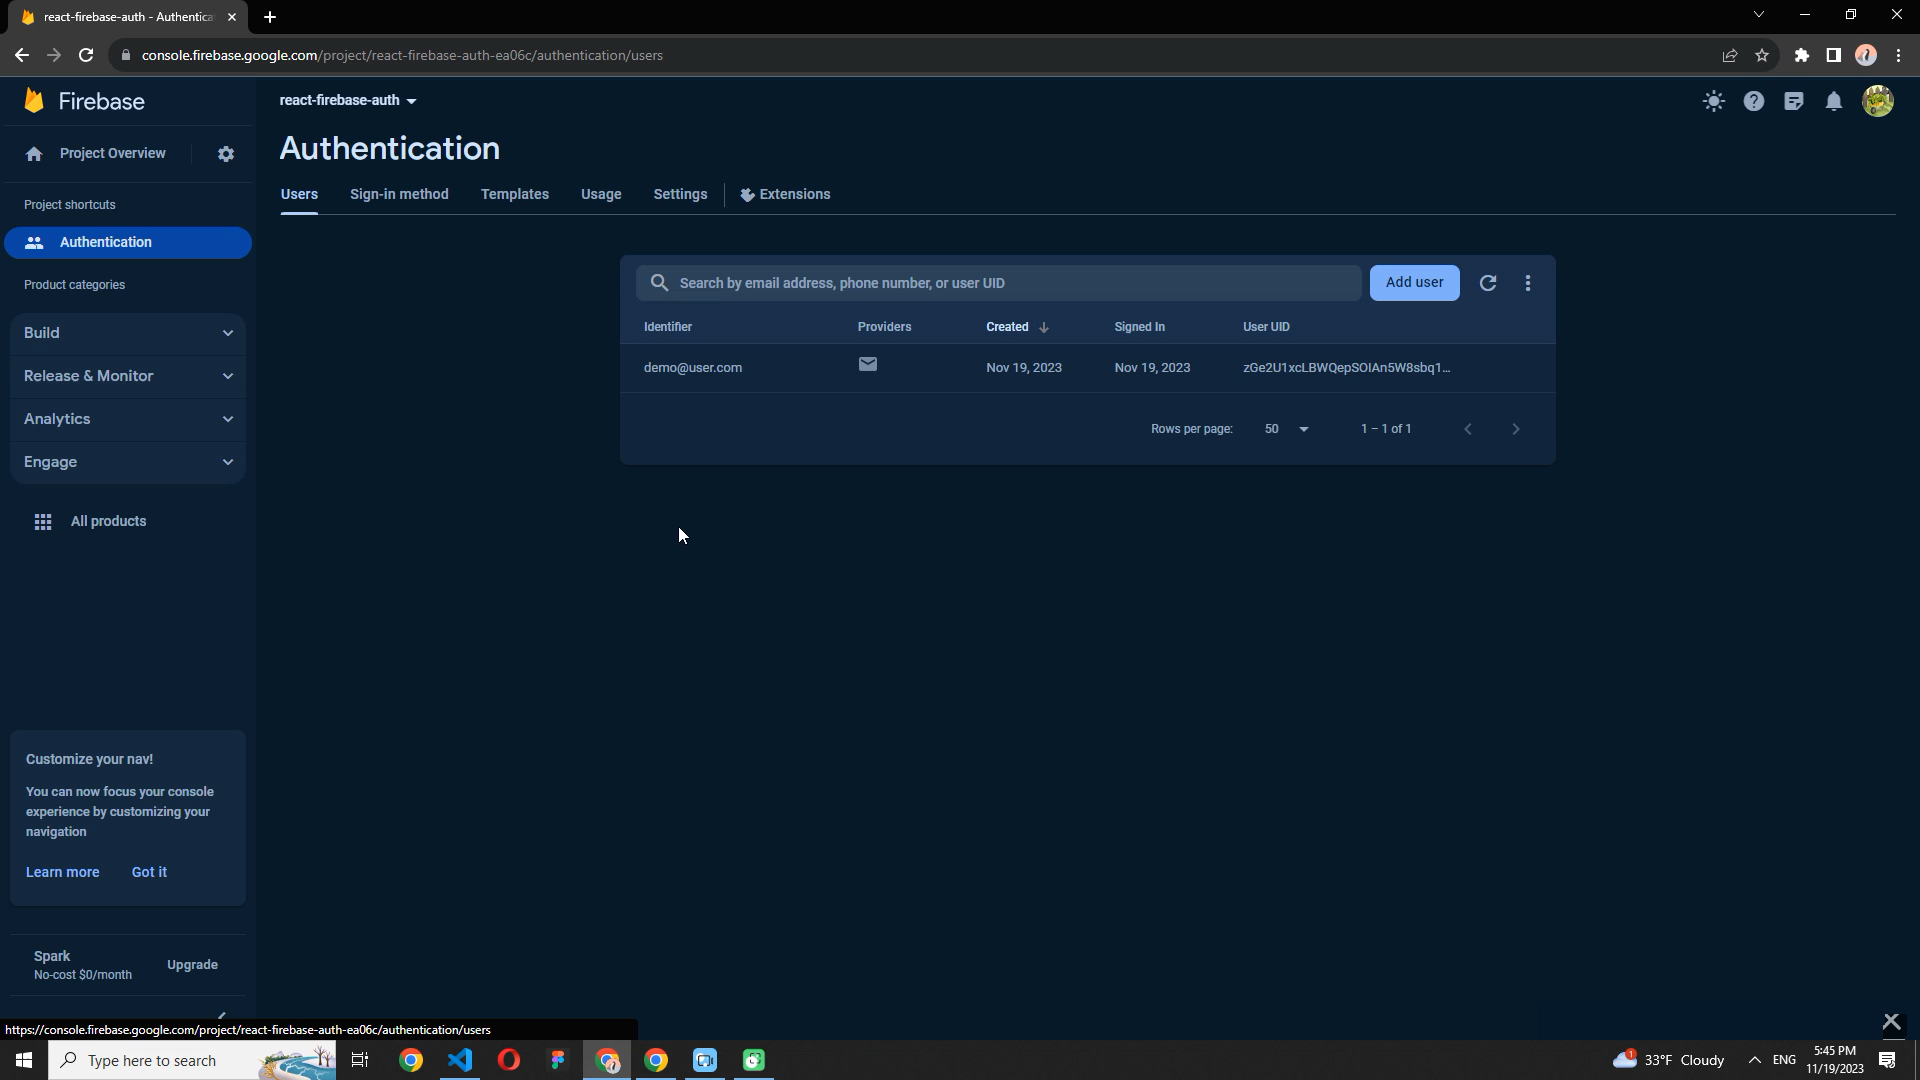 react-firebase-auth - Authentica
console.firebase.google.com/project/react-firebase-auth-ea06c/authentication/users
Firebase
react-firebase-auth
Project Overview
Authentication
Users Sign-in method Templates Usage Settings Extensions
Project shortcuts
Authentication
Product categories
Build
Release & Monitor
Analytics
Engage
All products
Search by email address, phone number, or user UID Add user
Identifier Providers Created Signed In User UID
demo@user.com Nov 19, 2023 Nov 19, 2023 zGe2U1xcLBWQepSOIAn5W8sbq1...
Rows per page: 50 1 – 1 of 1
Customize your nav!
You can now focus your console
experience by customizing your
navigation
Learn more Got it
Spark
No-cost $0/month
Upgrade
https://console.firebase.google.com/project/react-firebase-auth-ea06c/authentication/users
Type here to search
1
33°F Cloudy
ENG
5:45 PM
11/19/2023